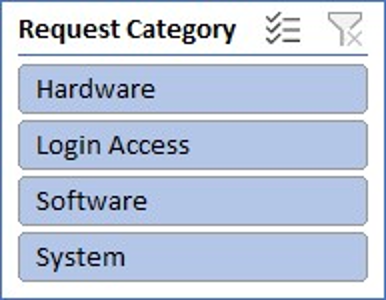 Request Category
Hardware
Login Access
Software
System